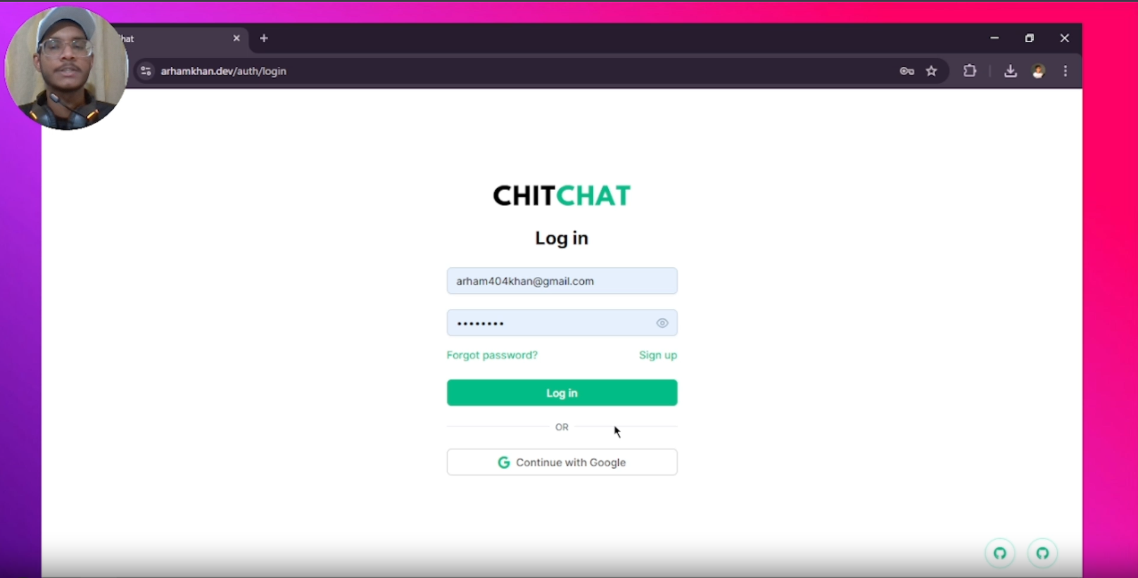 hat
arhamkhan.dev/auth/login
CHITCHAT
Log in
arham404khan@gmail.com
••••••••
Forgot password?
Sign up
Log in
OR
Continue with Google